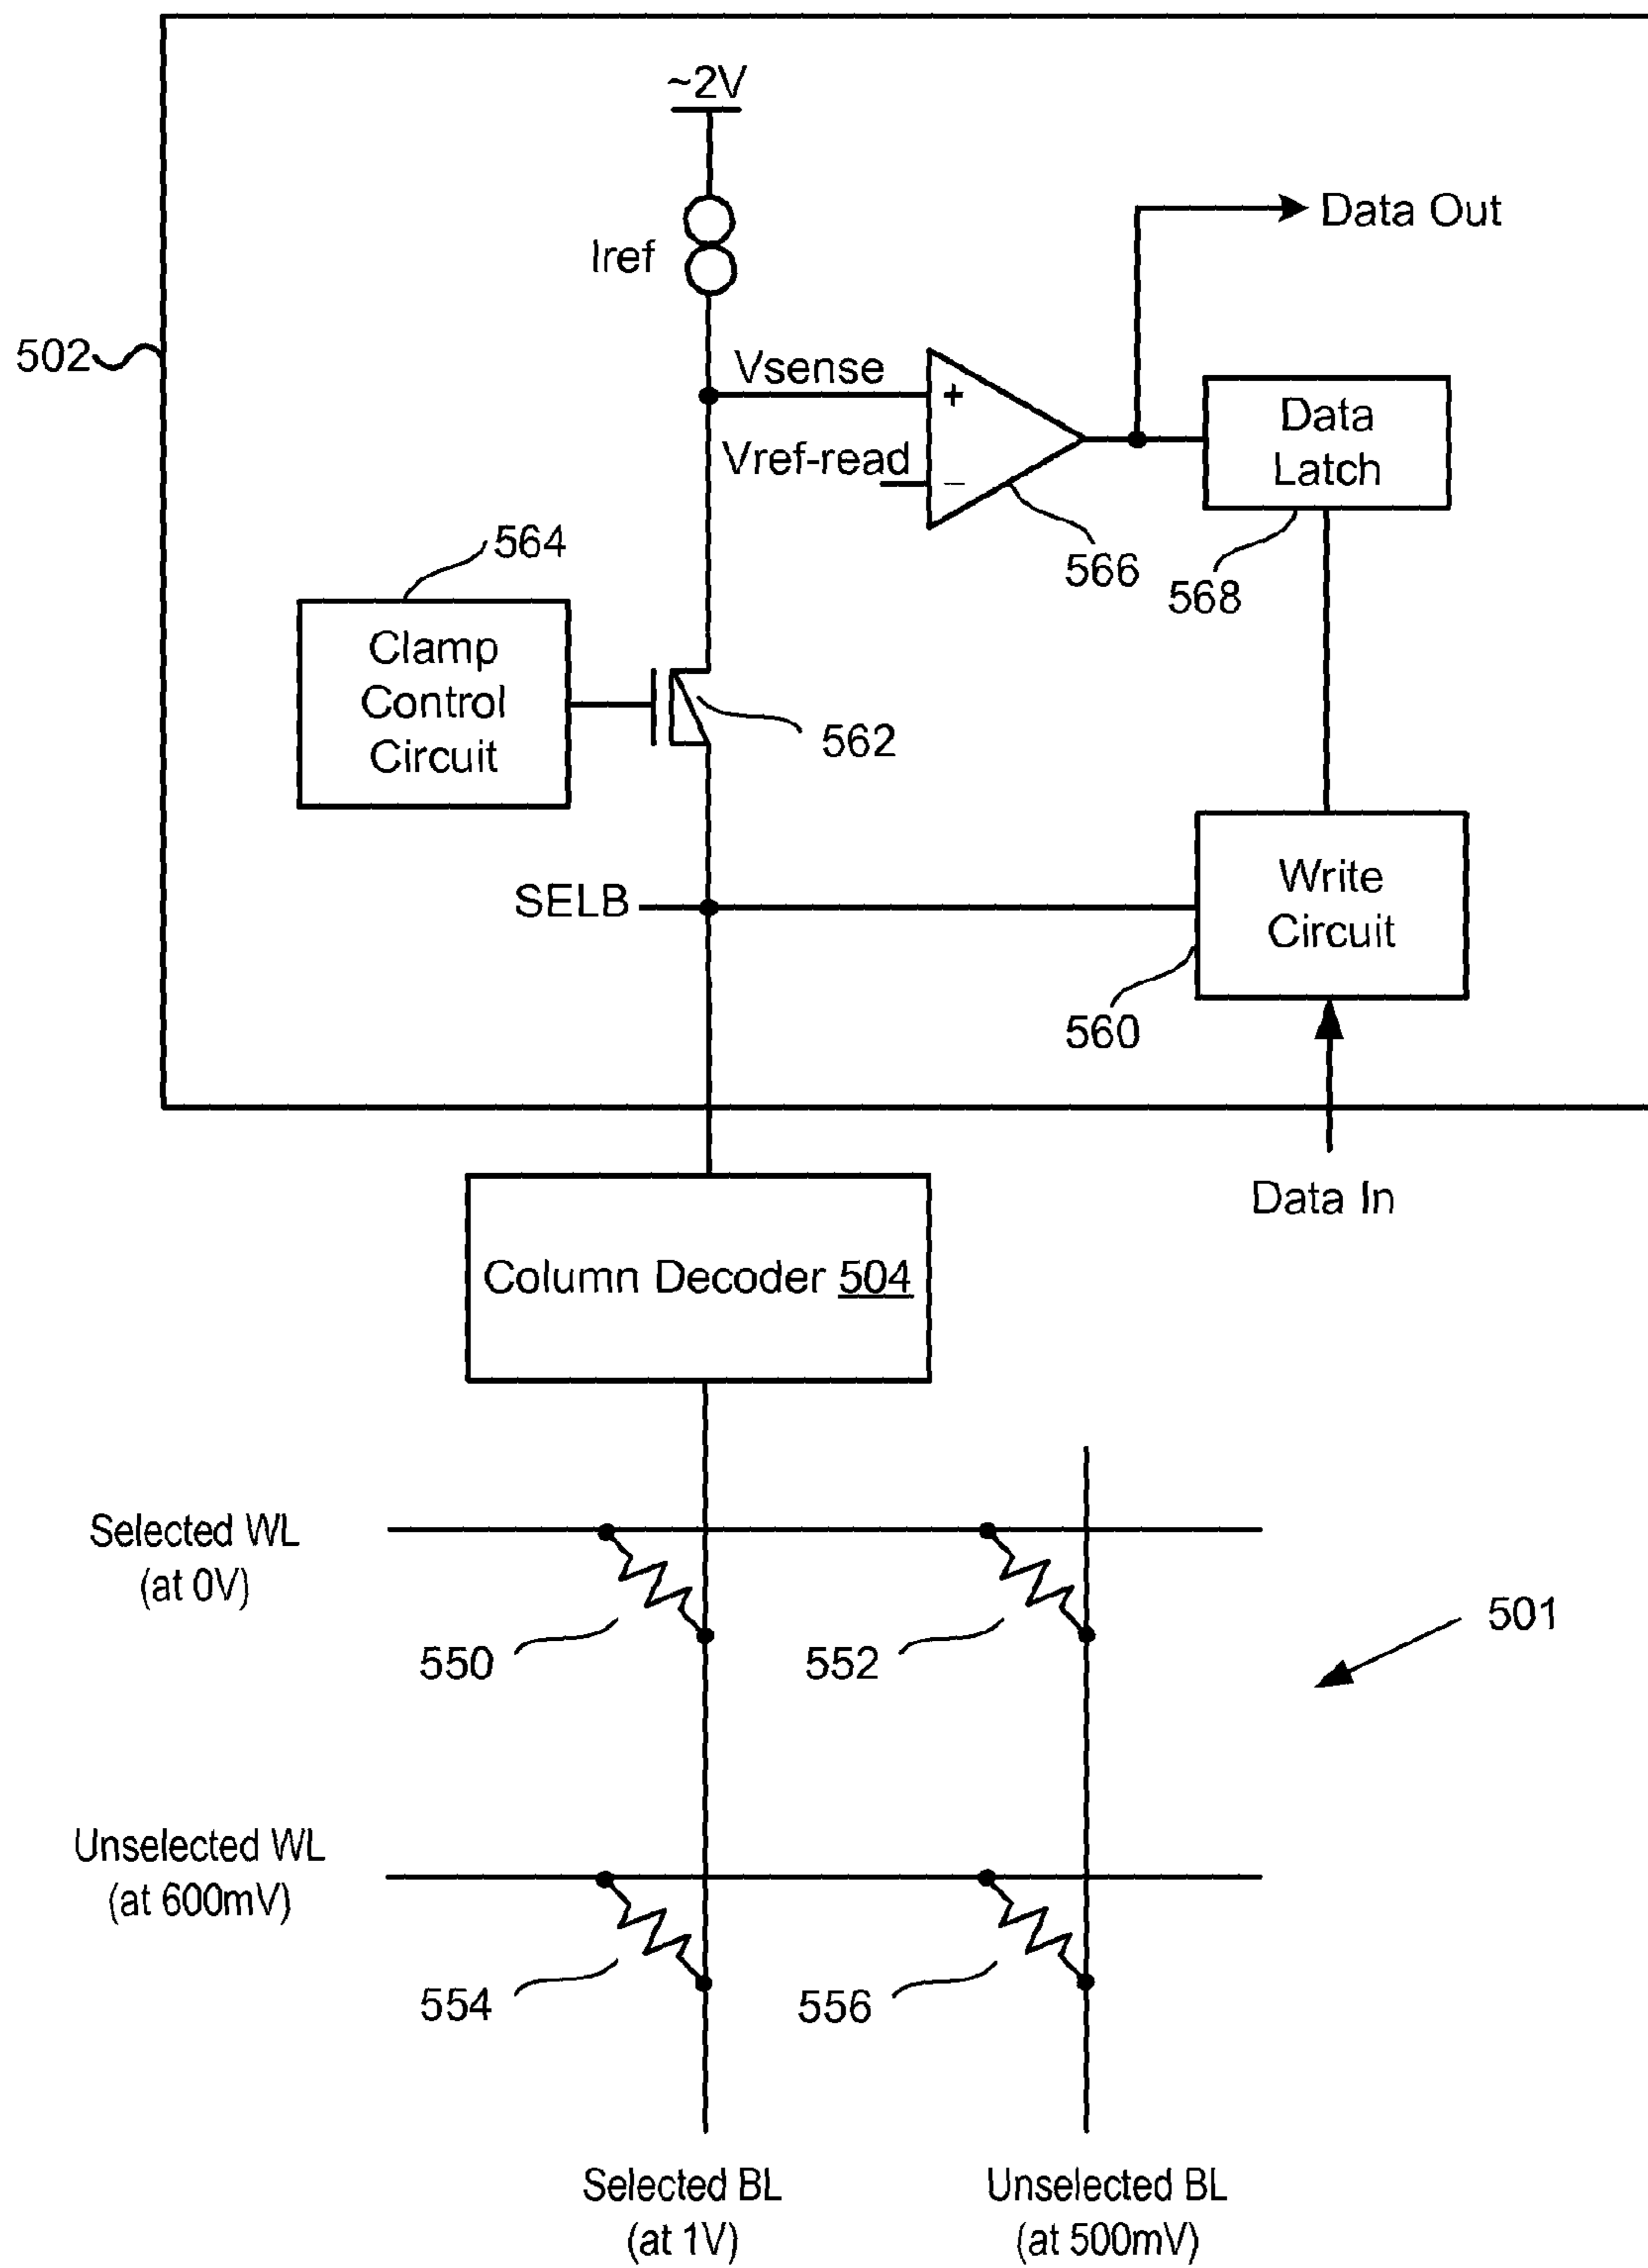 ~2V
Data Out
Iref
502
Vsense
+
Data
Latch
Vref-read
−
564
566
568
Clamp
Control
Circuit
562
Write
Circuit
SELB
560
Data In
Column Decoder 504
Selected WL
(at 0V)
501
550
552
Unselected WL
(at 600mV)
554
556
Selected BL
(at 1V)
Unselected BL
(at 500mV)